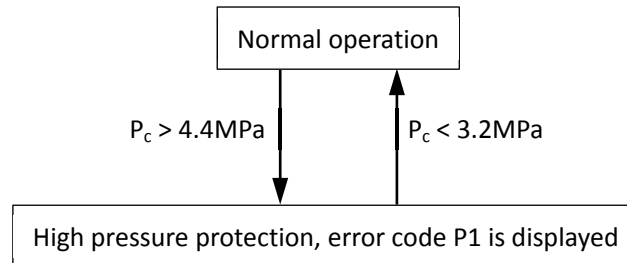 Normal operation
Pc > 4.4MPa
Pc < 3.2MPa
High pressure protection, error code P1 is displayed